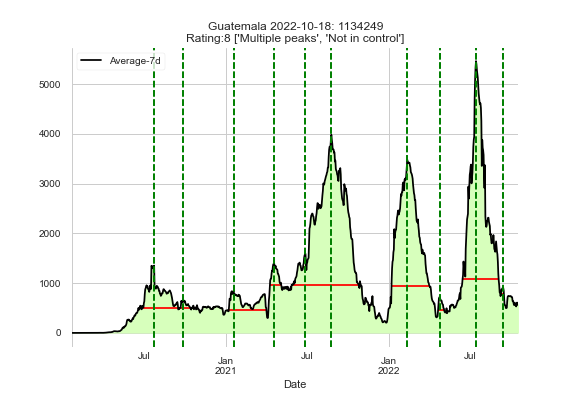 Guatemala 2022-10-18: 1134249
Rating:8 ['Multiple peaks', 'Not in control']
Average-7d
5000
4000
3000
2000
1000
0
Jul
Jan
2021
Jul
Jan
2022
Jul
Date